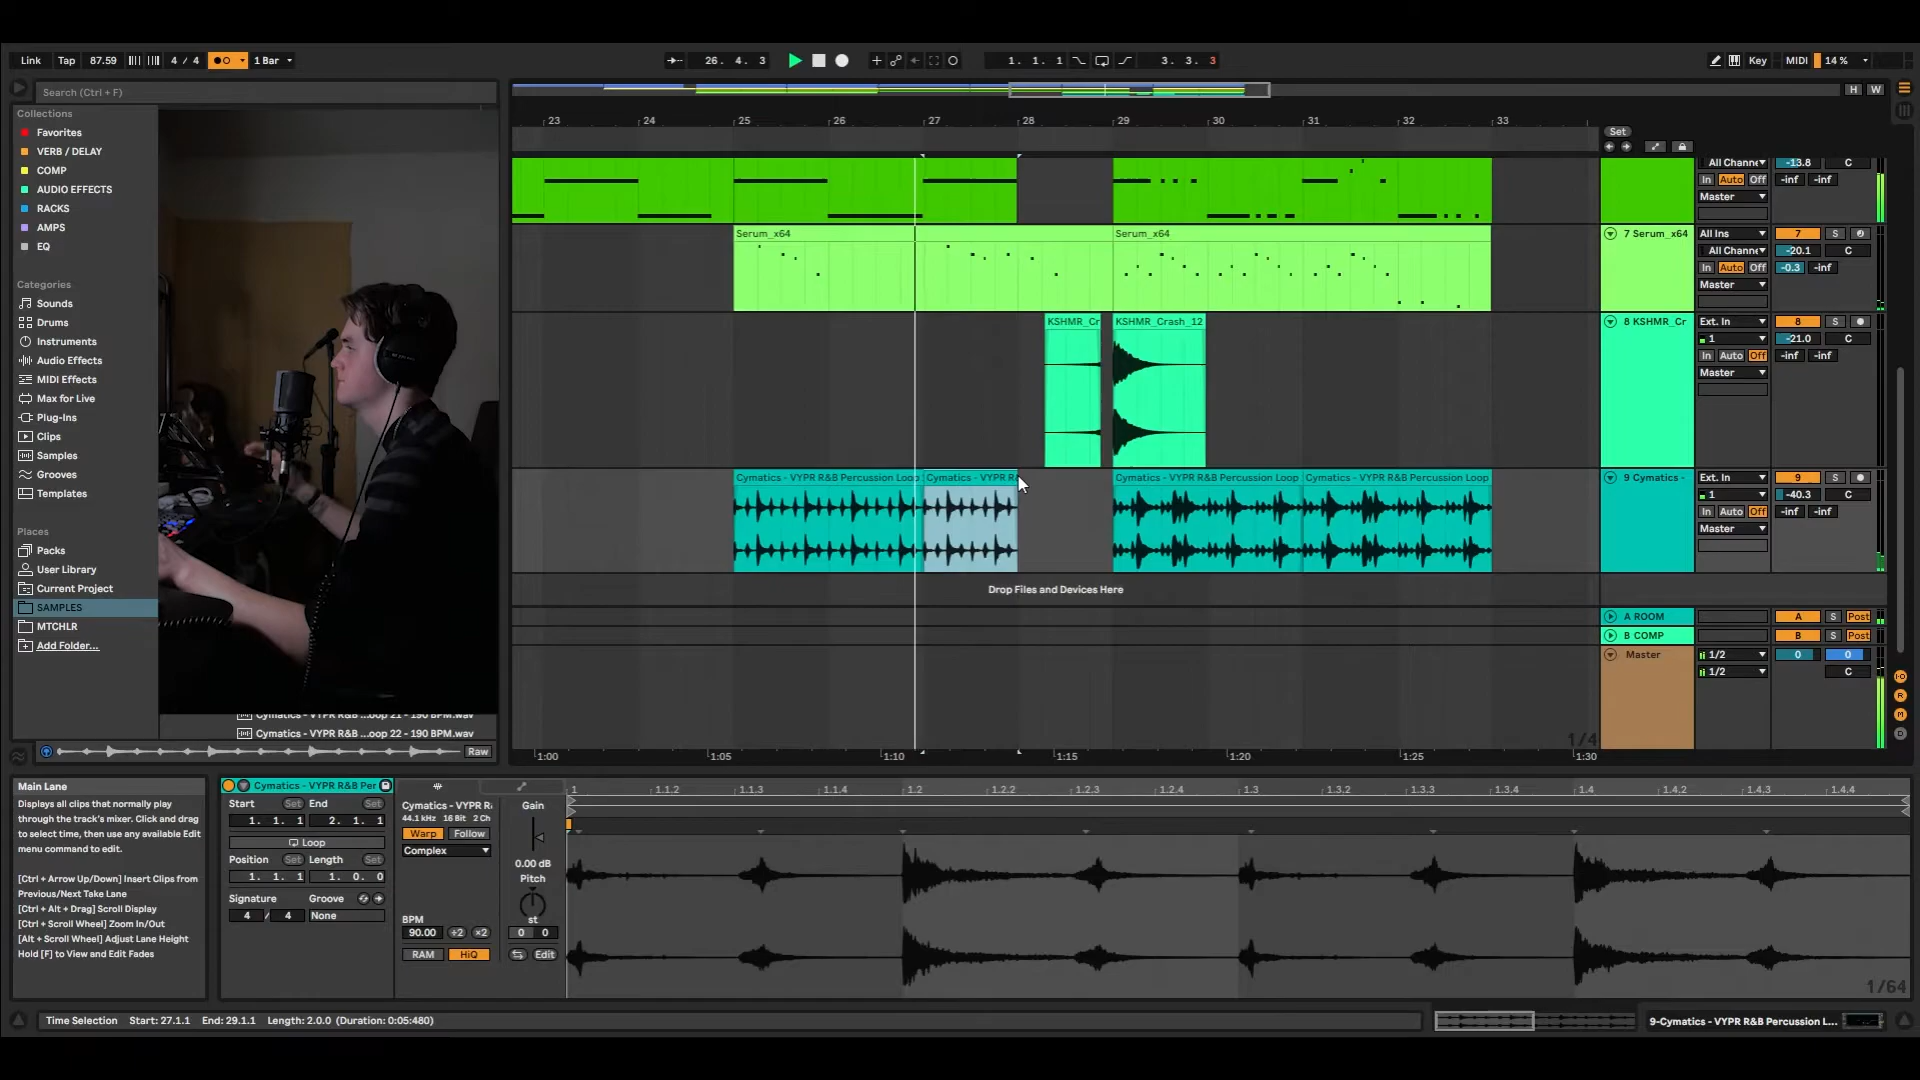 Link Tap 87.59 4 / 4 1 Bar 26. 4. 3 1. 1. 1 3. 3. 3 Key MIDI 14 %
Search (Ctrl + F) H W
Collections
Favorites
VERB / DELAY
COMP
AUDIO EFFECTS
RACKS
AMPS
EQ
Categories
Sounds
Drums
Instruments
Audio Effects
MIDI Effects
Max for Live
Plug-Ins
Clips
Samples
Grooves
Templates
Places
Packs
User Library
Current Project
SAMPLES
MTCHLR
Add Folder...
Cymatics - VYPR R&B ...oop 21 - 190 BPM.wav
Cymatics - VYPR R&B ...oop 22 - 190 BPM.wav
Raw
23 24 25 26 27 28 29 30 31 32 33
Set
All Channe -13.8 C
In Auto Off -inf -inf
Master
Serum_x64 Serum_x64 7 Serum_x64 All Ins 7 S
All Channe -20.1 C
In Auto Off -0.3 -inf
Master
KSHMR_Cr KSHMR_Crash_12 8 KSHMR_Cr Ext. In 8 S
1 -21.0 C
In Auto Off -inf -inf
Master
Cymatics - VYPR R&B Percussion Loop Cymatics - VYPR R Cymatics - VYPR R&B Percussion Loop Cymatics - VYPR R&B Percussion Loop 9 Cymatics - Ext. In 9 S
1 -40.3 C
In Auto Off -inf -inf
Master
Drop Files and Devices Here
A ROOM A S Post
B COMP B S Post
Master 1/2 0 0
1/2 C
1/4
1:00 1:05 1:10 1:15 1:20 1:25 1:30
R
M
D
Main Lane
Displays all clips that normally play
through the track's mixer. Click and drag
to select time, then use any available Edit
menu command to edit.
[Ctrl + Arrow Up/Down] Insert Clips from
Previous/Next Take Lane
[Ctrl + Alt + Drag] Scroll Display
[Ctrl + Scroll Wheel] Zoom In/Out
[Alt + Scroll Wheel] Adjust Lane Height
Hold [F] to View and Edit Fades
Cymatics - VYPR R&B Per
Start Set End Set
1. 1. 1 2. 1. 1
Loop
Position Set Length Set
1. 1. 1 1. 0. 0
Signature Groove
4 / 4 None
Cymatics - VYPR R
44.1 kHz 16 Bit 2 Ch
Warp Follow
Complex
BPM
90.00 ÷2 ×2
RAM HiQ
Gain
0.00 dB
Pitch
st
0 0
Edit
1 1.1.2 1.1.3 1.1.4 1.2 1.2.2 1.2.3 1.2.4 1.3 1.3.2 1.3.3 1.3.4 1.4 1.4.2 1.4.3 1.4.4
1/64
Time Selection Start: 27.1.1 End: 29.1.1 Length: 2.0.0 (Duration: 0:05:480)
9-Cymatics - VYPR R&B Percussion L...